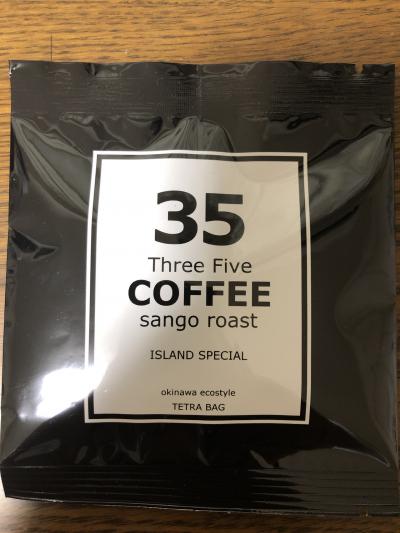 35
Three Five
COFFEE
sango roast
ISLAND SPECIAL
okinawa ecostyle
TETRA BAG